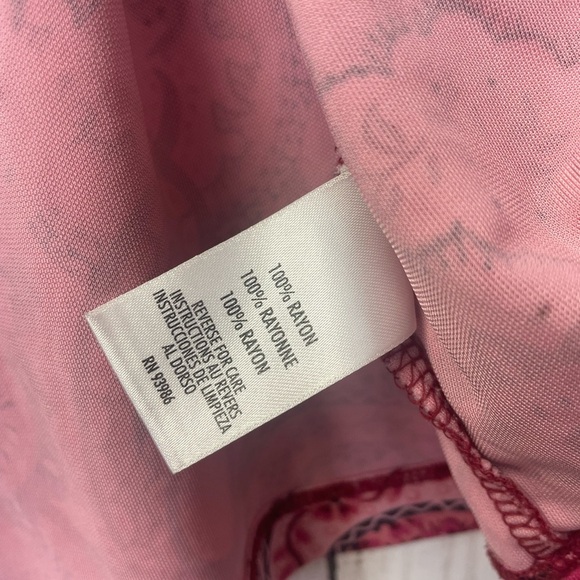 100% RAYON
100% RAYONNE
100% RAYON
REVERSE FOR CARE
INSTRUCTIONS AU REVERS
INSTRUCCIONES DE LIMPIEZA
AL DORSO
RN 93986